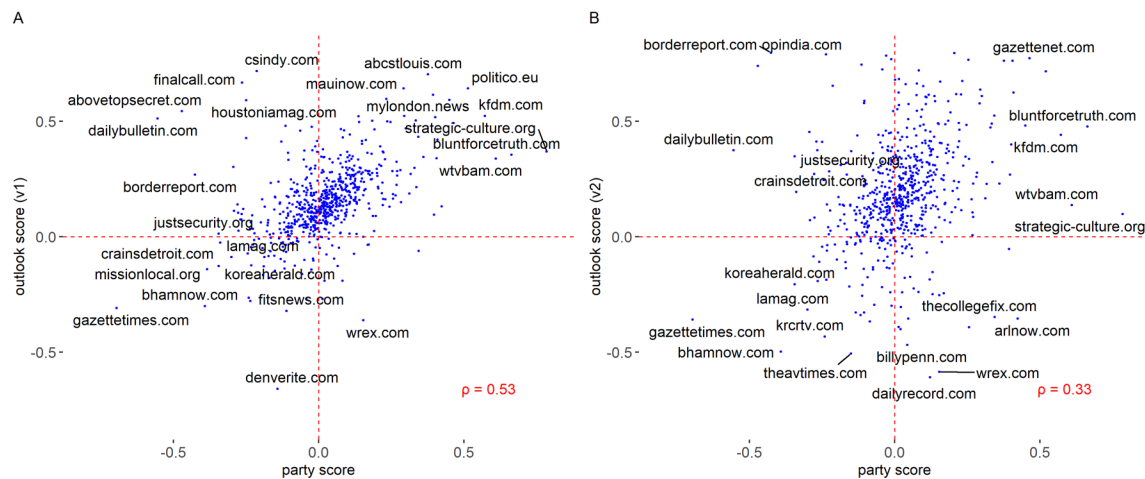 A
csindy.com
abcstlouis.com
finalcall.com
mauinow.com
politico.eu
abovetopsecret.com
houstoniamag.com
mylondon.news
kfdm.com
dailybulletin.com
strategic-culture.org
bluntforcetruth.com
wtvbam.com
borderreport.com
justsecurity.org
crainsdetroit.com
lamag.com
missionlocal.org
koreaherald.com
bhamnow.com
fitsnews.com
gazettetimes.com
wrex.com
denverite.com
ρ = 0.53
0.5
0.0
-0.5
outlook score (v1)
-0.5
0.0
0.5
party score
B
borderreport.com
opindia.com
gazettenet.com
bluntforcetruth.com
dailybulletin.com
justsecurity.org
kfdm.com
crainsdetroit.com
wtvbam.com
strategic-culture.org
koreaherald.com
lamag.com
thecollegefix.com
gazettetimes.com
krcrtv.com
arlnow.com
bhamnow.com
billypenn.com
theavtimes.com
wrex.com
dailyrecord.com
ρ = 0.33
0.5
0.0
-0.5
outlook score (v2)
-0.5
0.0
0.5
party score